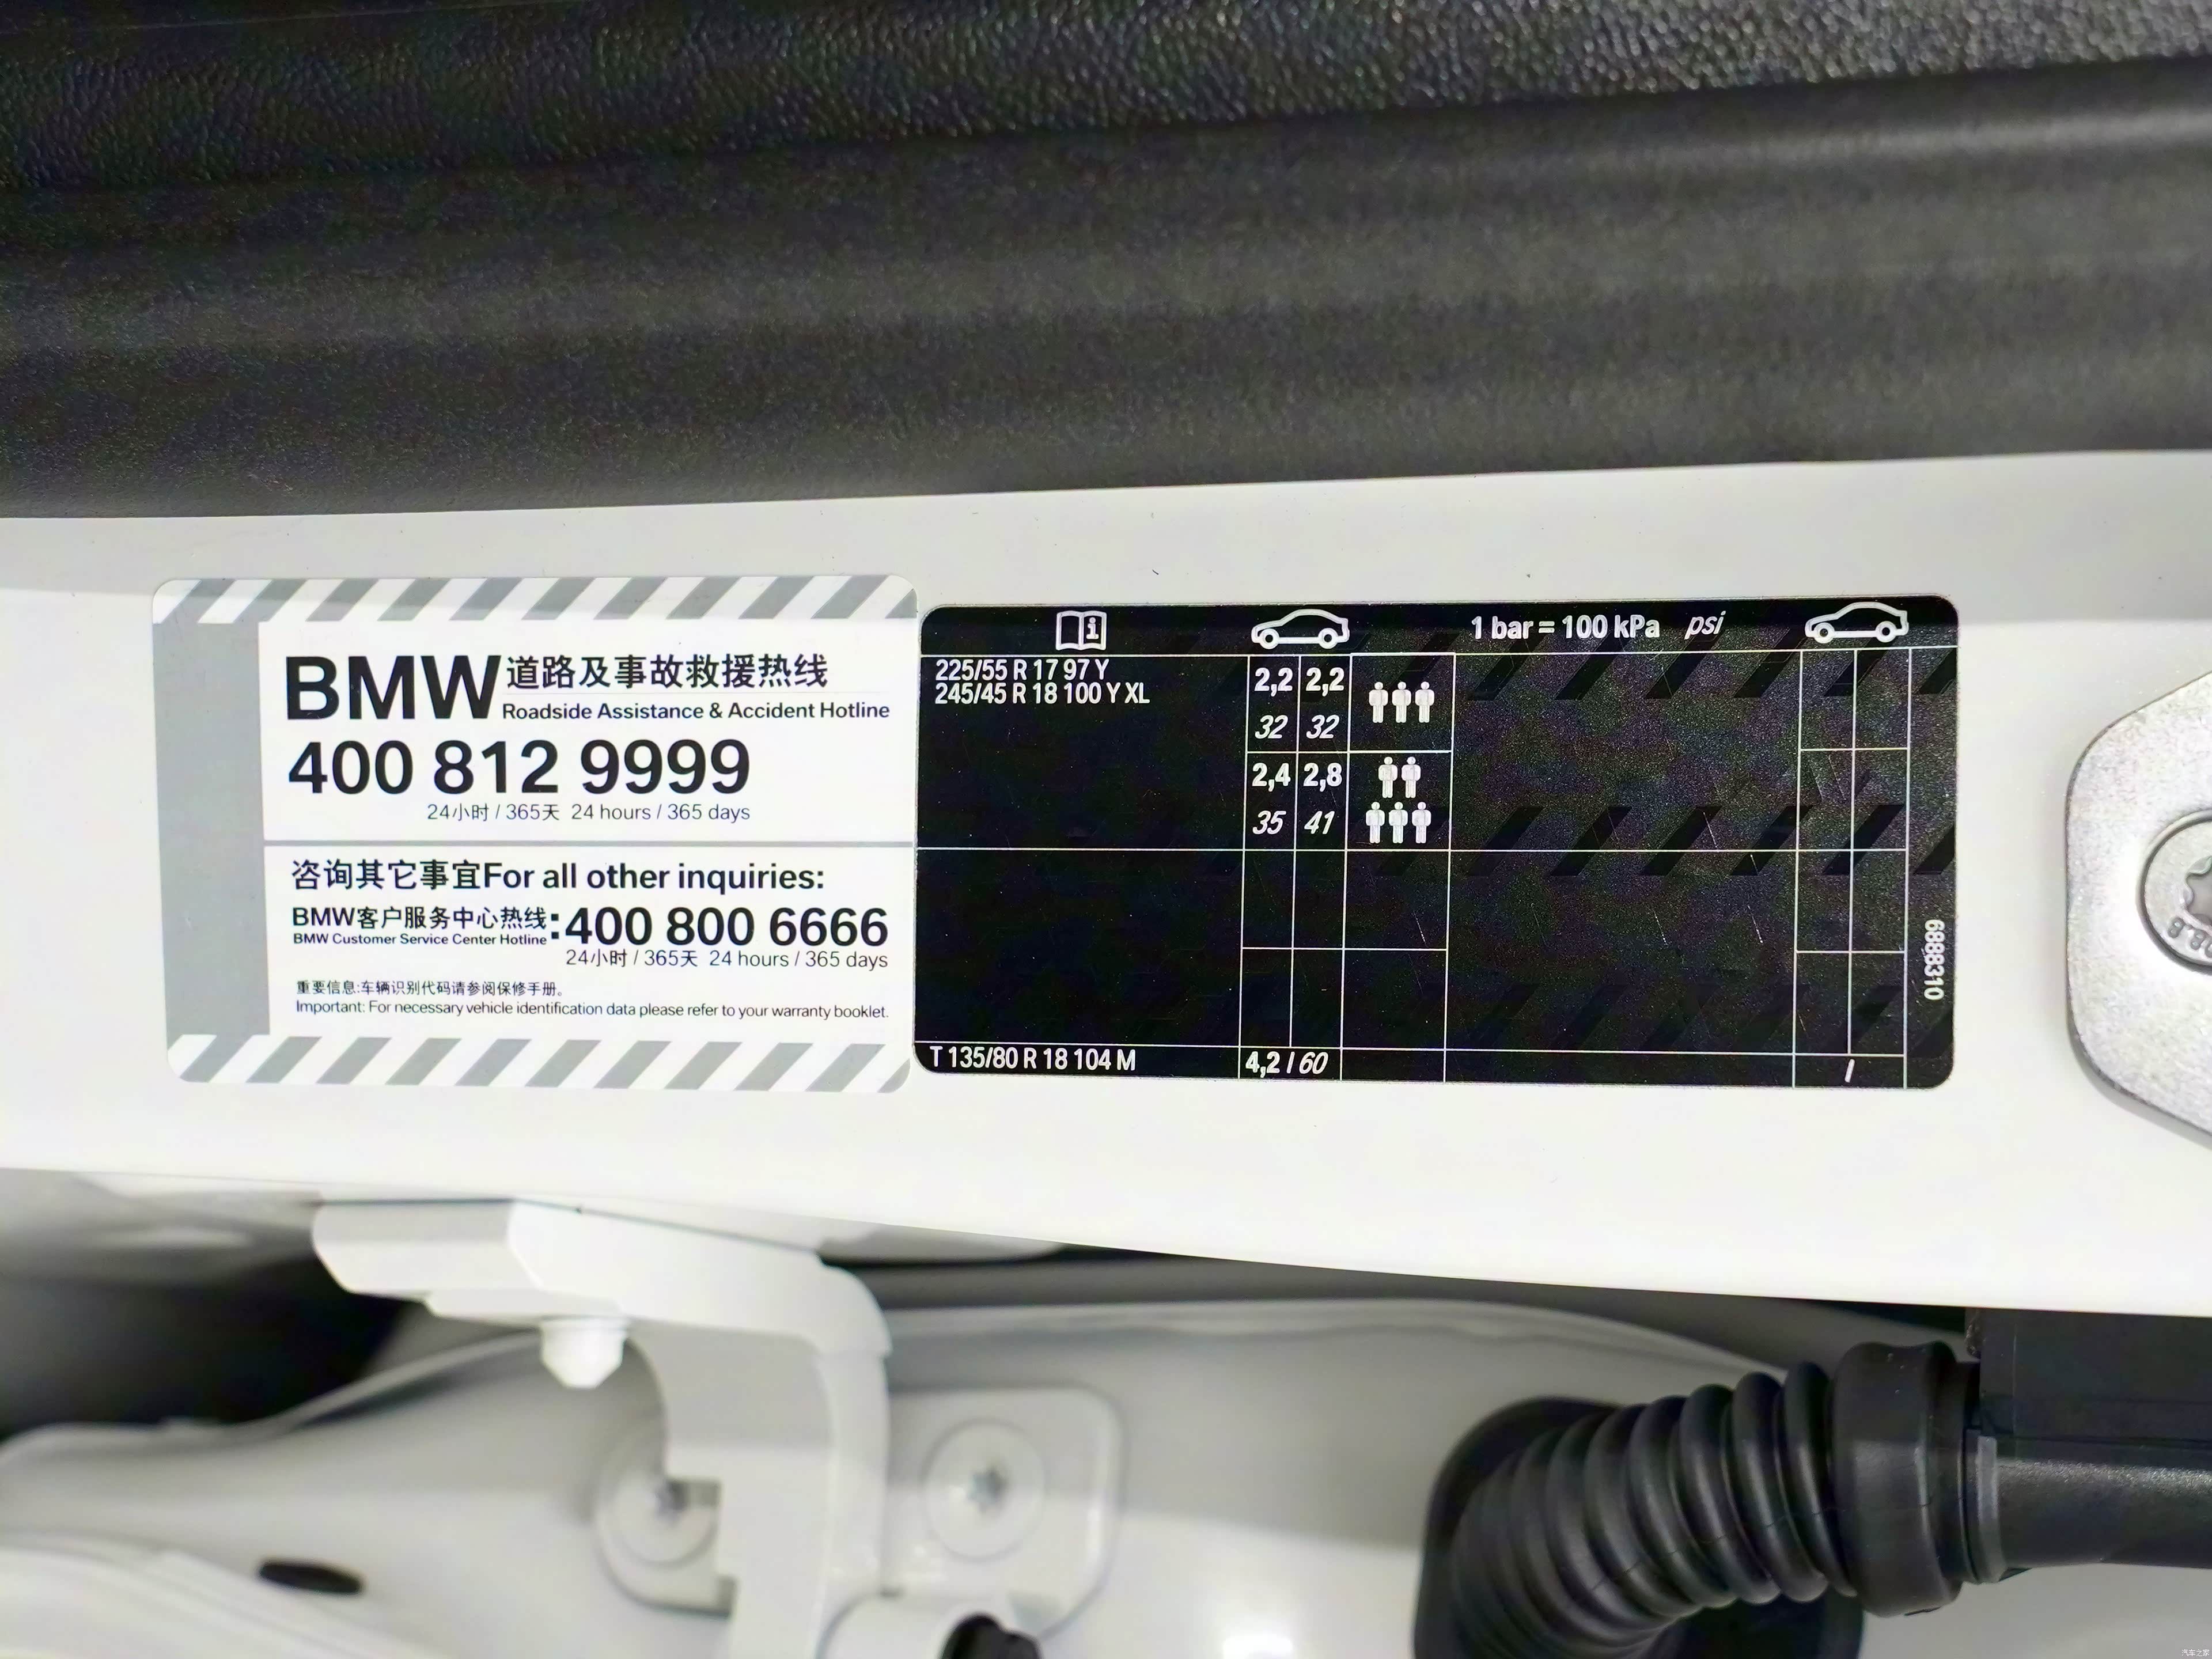 BMW道路及事故救援热线
Roadside Assistance & Accident Hotline
400 812 9999
24小时 / 365天 24 hours / 365 days
咨询其它事宜For all other inquiries:
BMW客户服务中心热线:400 800 6666
BMW Customer Service Center Hotline
24小时 / 365天 24 hours / 365 days
重要信息:车辆识别代码请参阅保修手册。
Important: For necessary vehicle identification data please refer to your warranty booklet.
1 bar = 100 kPa psi
225/55 R 17 97 Y
245/45 R 18 100 Y XL
2,2 2,2
32 32
2,4 2,8
35 41
T 135/80 R 18 104 M 4,2 / 60 /
6888310
汽车之家